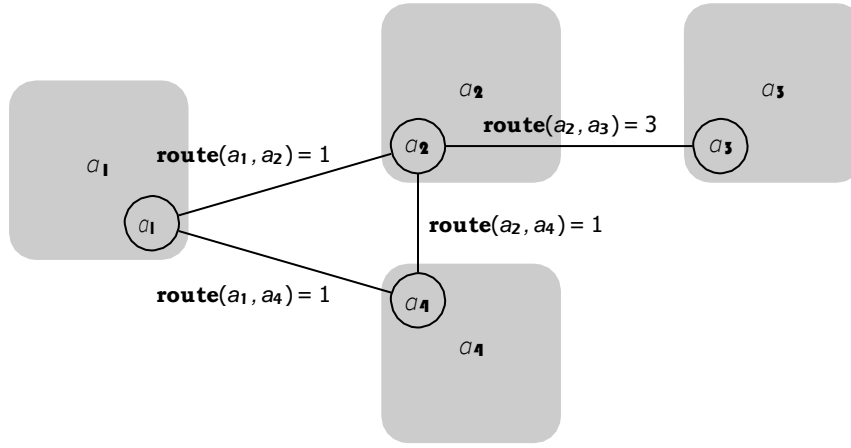 a₂
a₃
route(a₂, a₃) = 3
a₂
a₃
route(a₁, a₂) = 1
a₁
a₁
route(a₂, a₄) = 1
route(a₁, a₄) = 1
a₄
a₄